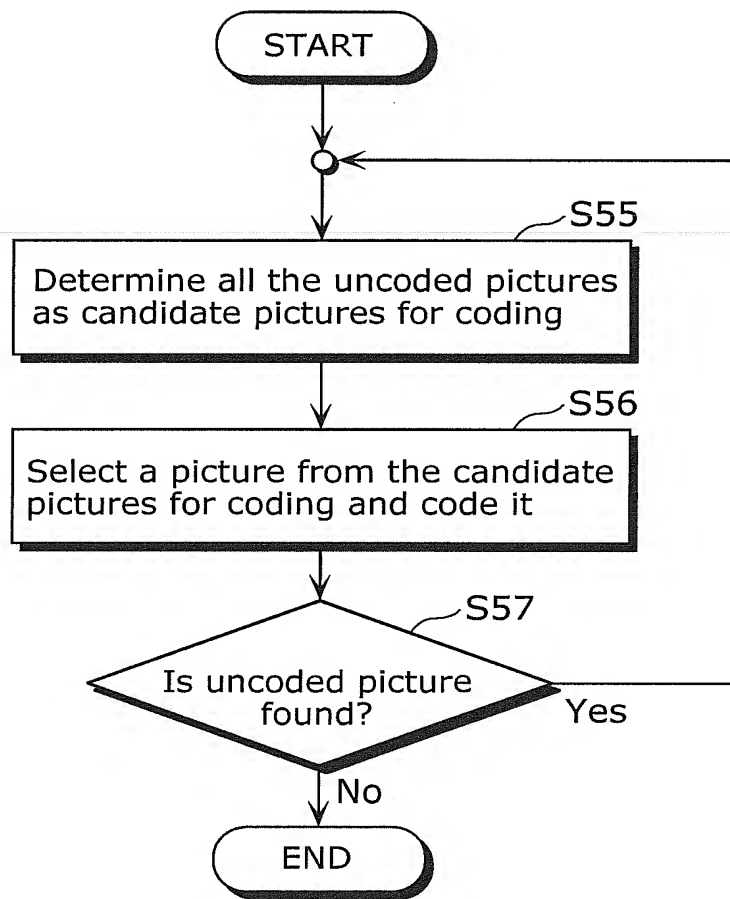 START
S55
Determine all the uncoded pictures
as candidate pictures for coding
S56
Select a picture from the candidate
pictures for coding and code it
S57
Is uncoded picture
found?
Yes
No
END